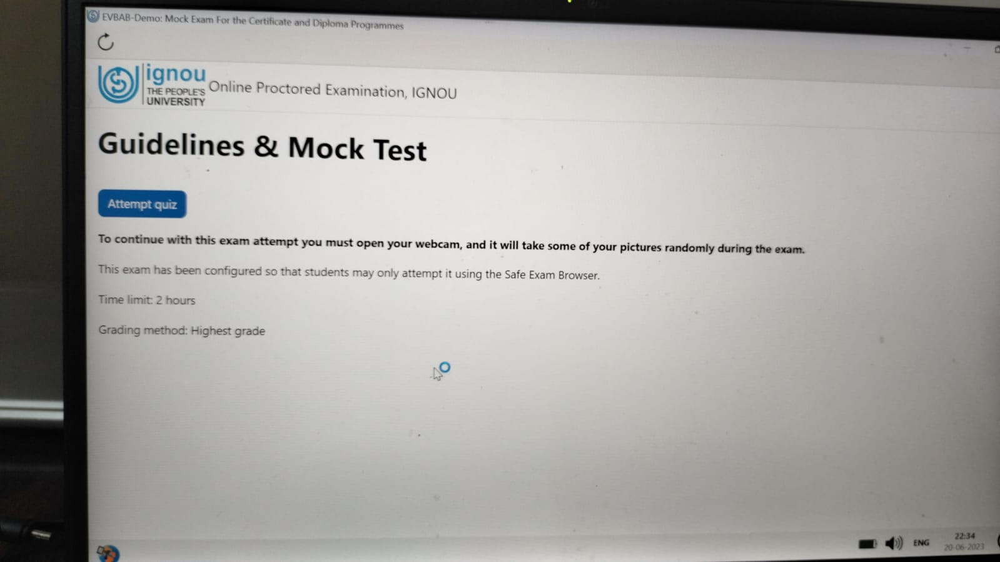 EVBAB-Demo: Mock Exam For the Certificate and Diploma Programmes
ignou
THE PEOPLE'S
UNIVERSITY
Online Proctored Examination, IGNOU
Guidelines & Mock Test
Attempt quiz
To continue with this exam attempt you must open your webcam, and it will take some of your pictures randomly during the exam.
This exam has been configured so that students may only attempt it using the Safe Exam Browser.
Time limit: 2 hours
Grading method: Highest grade
ENG
22:34
20-06-2023